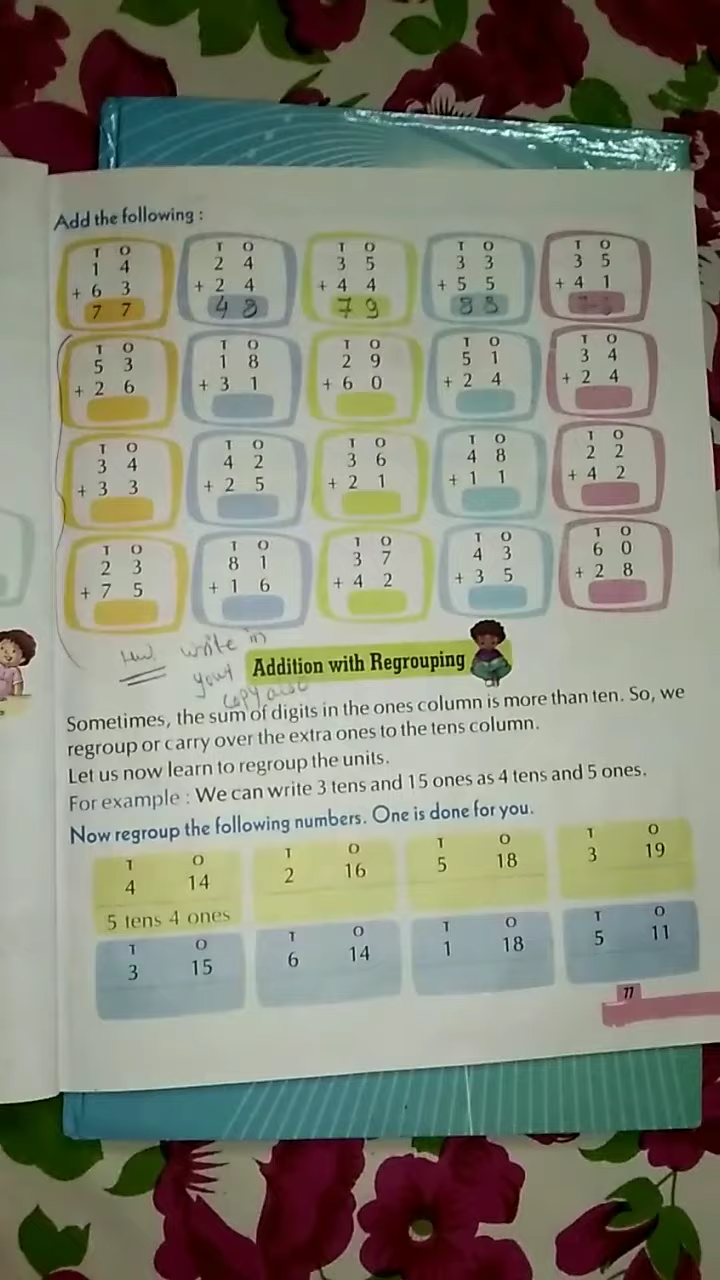 Add the following :
T O T O T O T O T O
1 4 2 4 3 5 3 3 3 5
+ 6 3 + 2 4 + 4 4 + 5 5 + 4 1
7 7 4 8 7 9 8 8
T O T O T O T O T O
5 3 1 8 2 9 5 1 3 4
+ 2 6 + 3 1 + 6 0 + 2 4 + 2 4
T O T O T O T O T O
3 4 4 2 3 6 4 8 2 2
+ 3 3 + 2 5 + 2 1 + 1 1 + 4 2
T O T O T O T O T O
2 3 8 1 3 7 4 3 6 0
+ 7 5 + 1 6 + 4 2 + 3 5 + 2 8
H.W. write in
your
copy also
Addition with Regrouping
Sometimes, the sum of digits in the ones column is more than ten. So, we
regroup or carry over the extra ones to the tens column.
Let us now learn to regroup the units.
For example : We can write 3 tens and 15 ones as 4 tens and 5 ones.
Now regroup the following numbers. One is done for you.
T O T O T O T O
4 14 2 16 5 18 3 19
5 tens 4 ones
T O T O T O T O
3 15 6 14 1 18 5 11
77